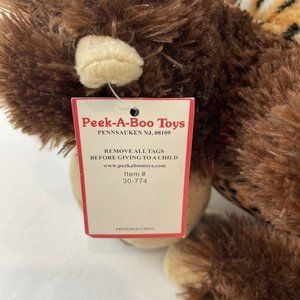 Peek-A-Boo Toys
PENNSAUKEN NJ, 08109
REMOVE ALL TAGS
BEFORE GIVING TO A CHILD
www.peekabootoys.com
Item #
30-774
PRINTED IN CHINA